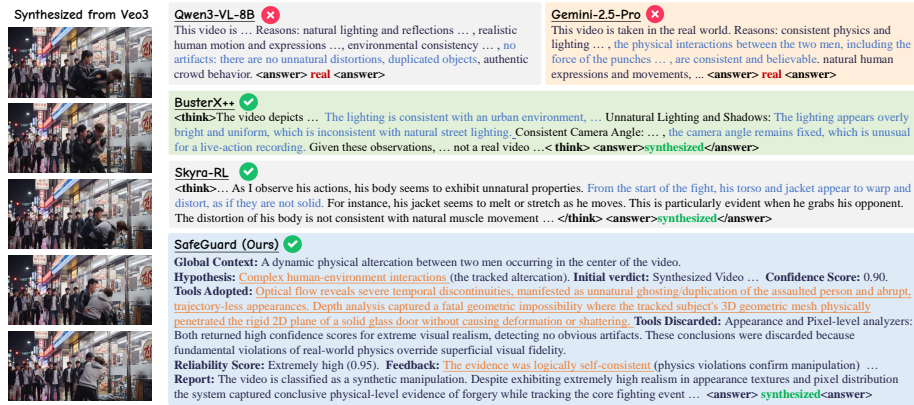 Synthesized from Veo3
Qwen3-VL-8B
This video is … Reasons: natural lighting and reflections … , realistic
human motion and expressions …, environmental consistency … , no
artifacts: there are no unnatural distortions, duplicated objects, authentic
crowd behavior. <answer> real <answer>
Gemini-2.5-Pro
This video is taken in the real world. Reasons: consistent physics and
lighting … , the physical interactions between the two men, including the
force of the punches … , are consistent and believable. natural human
expressions and movements, ... <answer> real <answer>
BusterX++
<think>The video depicts … The lighting is consistent with an urban environment, … Unnatural Lighting and Shadows: The lighting appears overly
bright and uniform, which is inconsistent with natural street lighting. Consistent Camera Angle: … , the camera angle remains fixed, which is unusual
for a live-action recording. Given these observations, … not a real video …< think> <answer>synthesized</answer>
Skyra-RL
<think>… As I observe his actions, his body seems to exhibit unnatural properties. From the start of the fight, his torso and jacket appear to warp and
distort, as if they are not solid. For instance, his jacket seems to melt or stretch as he moves. This is particularly evident when he grabs his opponent.
The distortion of his body is not consistent with natural muscle movement … </think> <answer>synthesized</answer>
SafeGuard (Ours)
Global Context: A dynamic physical altercation between two men occurring in the center of the video.
Hypothesis: Complex human-environment interactions (the tracked altercation). Initial verdict: Synthesized Video … Confidence Score: 0.90.
Tools Adopted: Optical flow reveals severe temporal discontinuities, manifested as unnatural ghosting/duplication of the assaulted person and abrupt,
trajectory-less appearances. Depth analysis captured a fatal geometric impossibility where the tracked subject's 3D geometric mesh physically
penetrated the rigid 2D plane of a solid glass door without causing deformation or shattering. Tools Discarded: Appearance and Pixel-level analyzers:
Both returned high confidence scores for extreme visual realism, detecting no obvious artifacts. These conclusions were discarded because
fundamental violations of real-world physics override superficial visual fidelity.
Reliability Score: Extremely high (0.95). Feedback: The evidence was logically self-consistent (physics violations confirm manipulation) …
Report: The video is classified as a synthetic manipulation. Despite exhibiting extremely high realism in appearance textures and pixel distribution
the system captured conclusive physical-level evidence of forgery while tracking the core fighting event … <answer> synthesized<answer>